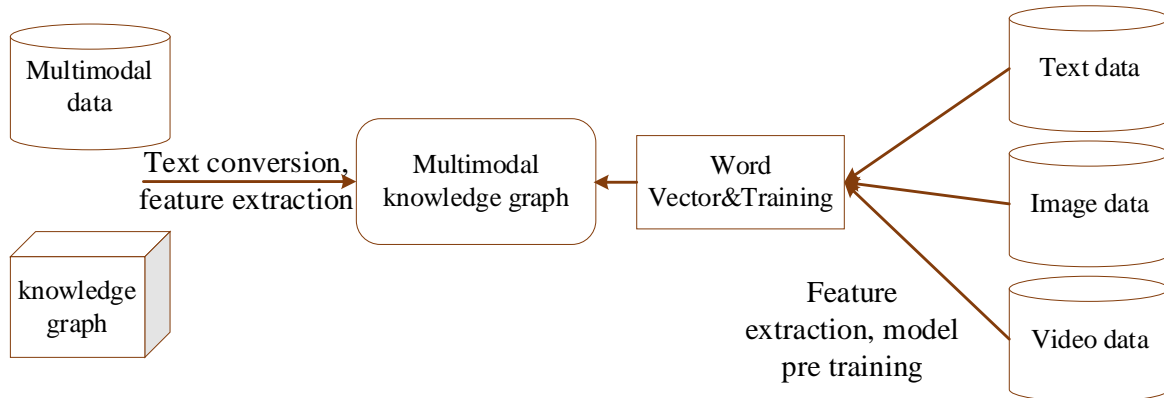 Multimodal
data
Text conversion,
feature extraction
knowledge
graph
Multimodal
knowledge graph
Word
Vector&Training
Feature
extraction, model
pre training
Text data
Image data
Video data